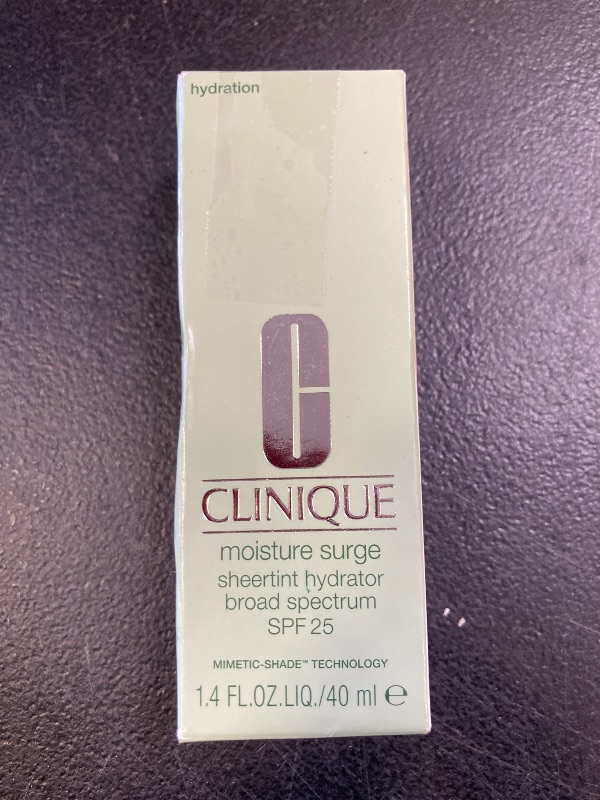 hydration
C
CLINIQUE
moisture surge
sheertint hydrator
broad spectrum
SPF 25
MIMETIC-SHADE™ TECHNOLOGY
1.4 FL.OZ.LIQ./40 ml ℮